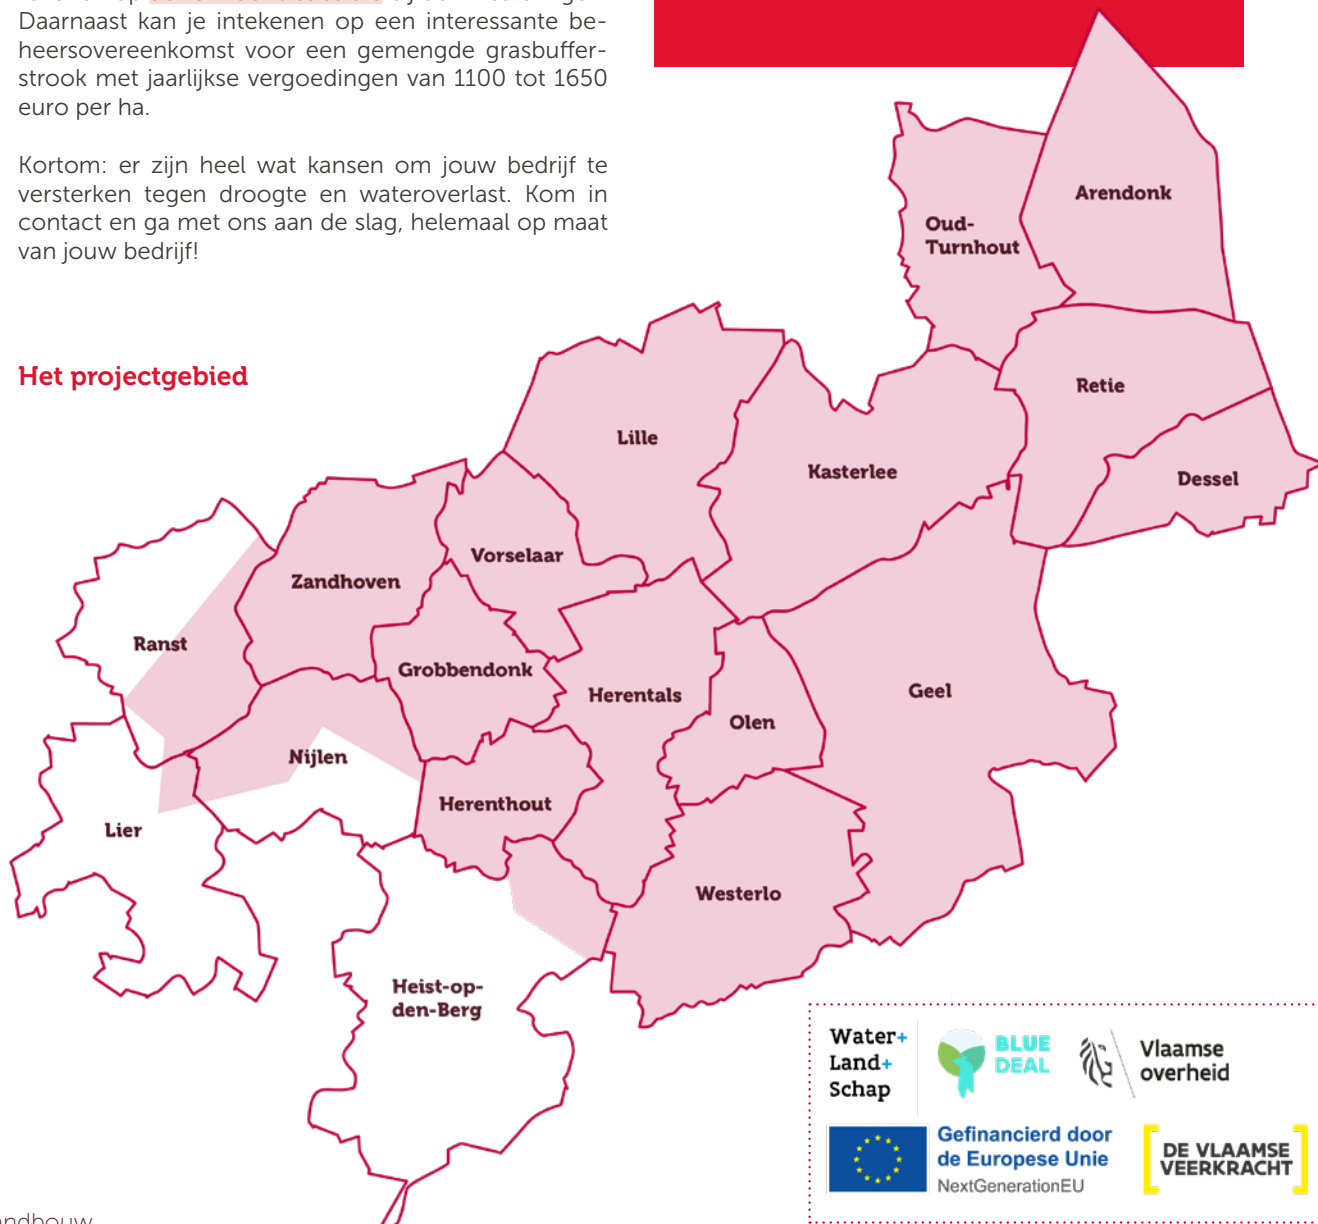 Daarnaast kan je intekenen op een interessante be-
heersovereenkomst voor een gemengde grasbuffer-
strook met jaarlijkse vergoedingen van 1100 tot 1650
euro per ha.
Kortom: er zijn heel wat kansen om jouw bedrijf te
versterken tegen droogte en wateroverlast. Kom in
contact en ga met ons aan de slag, helemaal op maat
van jouw bedrijf!
Het projectgebied
Arendonk
Oud-
Turnhout
Retie
Lille
Kasterlee
Dessel
Vorselaar
Zandhoven
Ranst
Grobbendonk
Herentals
Geel
Olen
Nijlen
Herenthout
Lier
Westerlo
Heist-op-
den-Berg
Water+
Land+
Schap
BLUE
DEAL
Vlaamse
overheid
Gefinancierd door
de Europese Unie
NextGenerationEU
DE VLAAMSE
VEERKRACHT